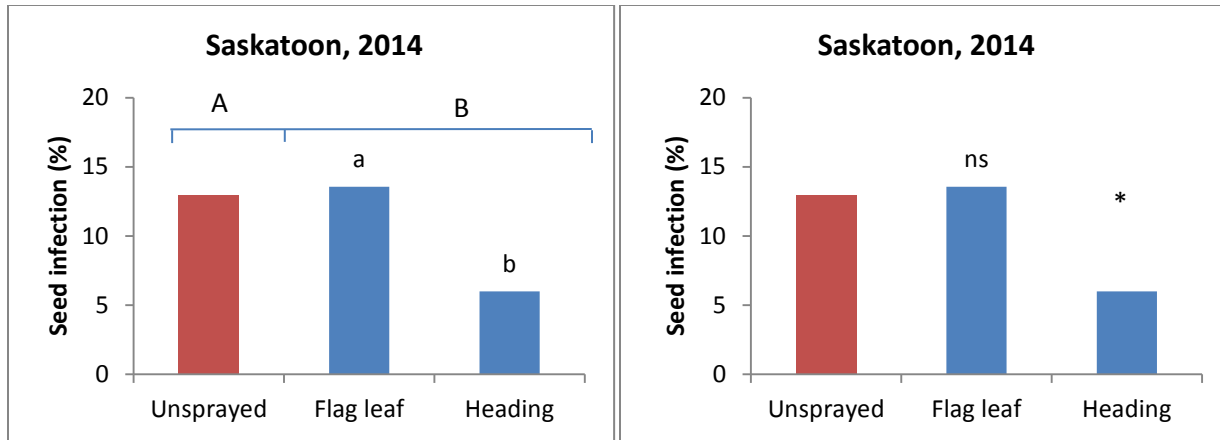 Saskatoon, 2014
Seed infection (%)
20
15
10
5
0
A
B
a
b
Unsprayed Flag leaf Heading
Saskatoon, 2014
Seed infection (%)
20
15
10
5
0
ns
*
Unsprayed Flag leaf Heading